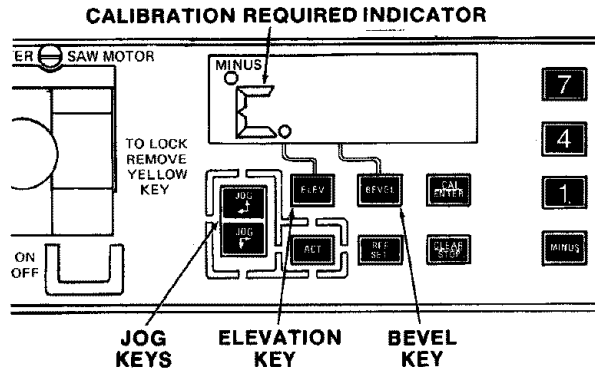 CALIBRATION REQUIRED INDICATOR
ER SAW MOTOR
MINUS
E
7
4
1
TO LOCK
REMOVE
YELLOW
KEY
JOG
JOG
ELEV
BEVEL
CAL
ENTER
ACT
REF
SET
CLEAR
STOP
MINUS
ON
OFF
JOG
KEYS
ELEVATION
KEY
BEVEL
KEY